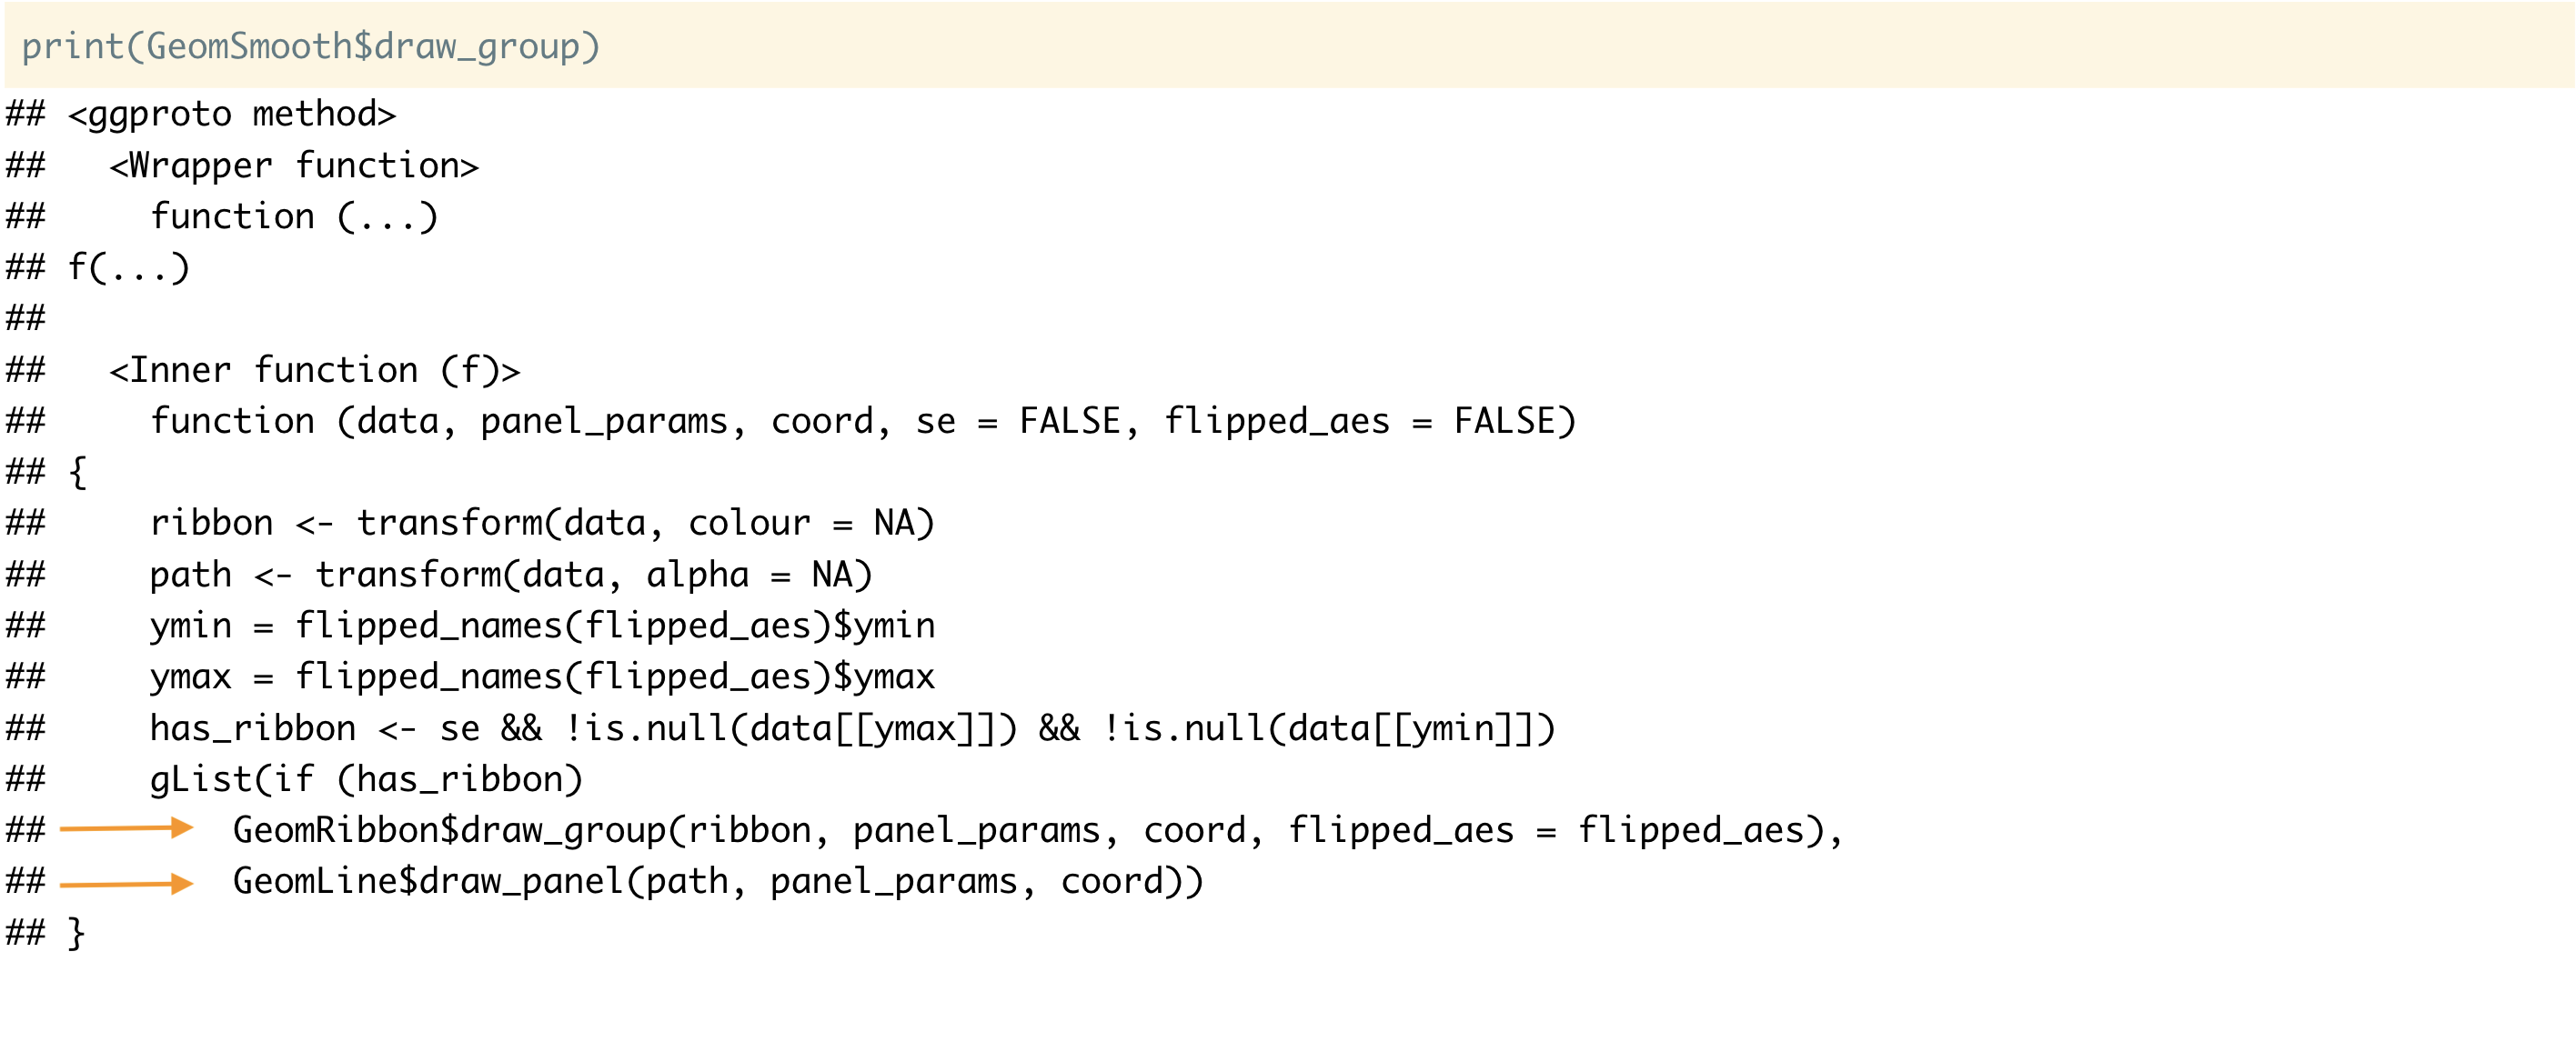 print(GeomSmooth$draw_group)
## <ggproto method>
##   <Wrapper function>
##     function (...)
## f(...)
##
##   <Inner function (f)>
##     function (data, panel_params, coord, se = FALSE, flipped_aes = FALSE)
## {
##     ribbon <- transform(data, colour = NA)
##     path <- transform(data, alpha = NA)
##     ymin = flipped_names(flipped_aes)$ymin
##     ymax = flipped_names(flipped_aes)$ymax
##     has_ribbon <- se && !is.null(data[[ymax]]) && !is.null(data[[ymin]])
##     gList(if (has_ribbon)
##         GeomRibbon$draw_group(ribbon, panel_params, coord, flipped_aes = flipped_aes),
##         GeomLine$draw_panel(path, panel_params, coord))
## }